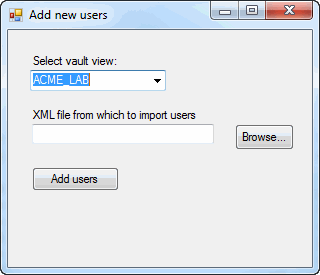 Add new users
Select vault view:
ACME_LAB
XML file from which to import users
Browse...
Add users